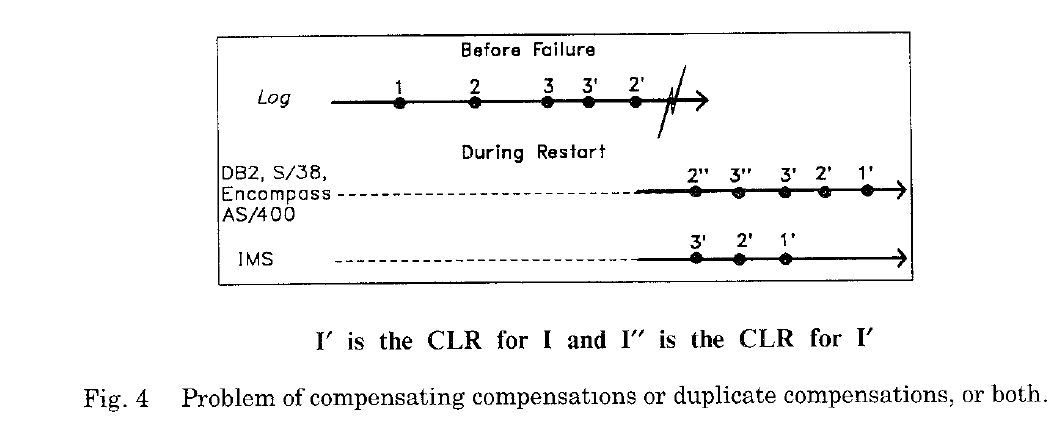 Before Failure
1 2 3 3' 2'
Log
During Restart
DB2, S/38,
2'' 3'' 3' 2' 1'
Encompass
AS/400
3' 2' 1'
IMS
I′ is the CLR for I and I″ is the CLR for I′
Fig. 4 Problem of compensating compensations or duplicate compensations, or both.